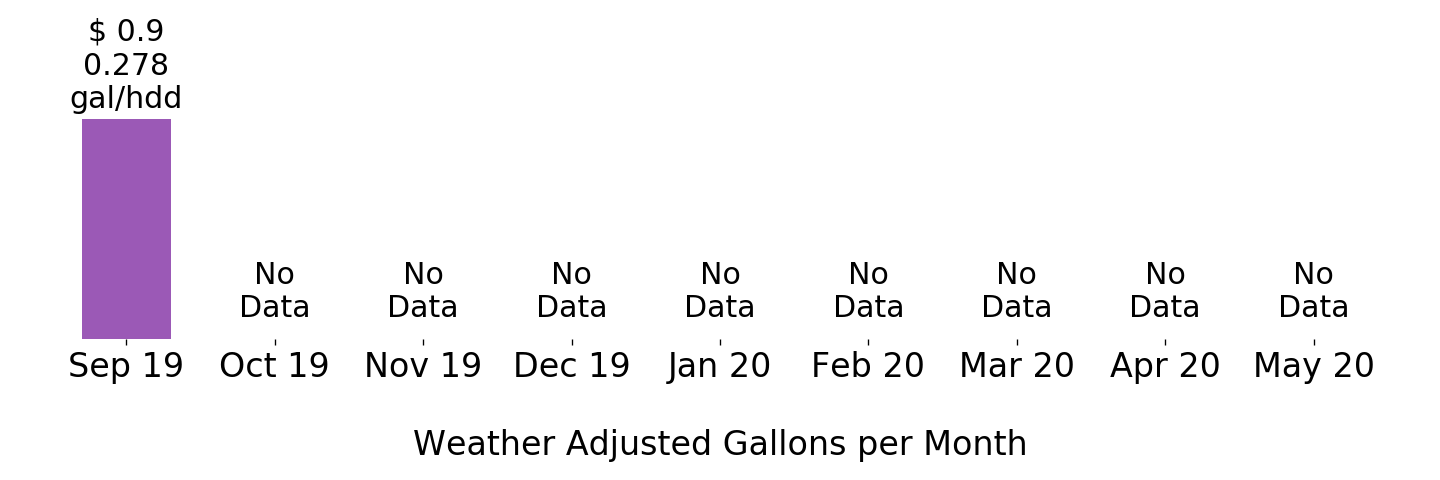 $ 0.9
0.278
gal/hdd
No No No No No No No No
Data Data Data Data Data Data Data Data
Sep 19 Oct 19 Nov 19 Dec 19 Jan 20 Feb 20 Mar 20 Apr 20 May 20
Weather Adjusted Gallons per Month